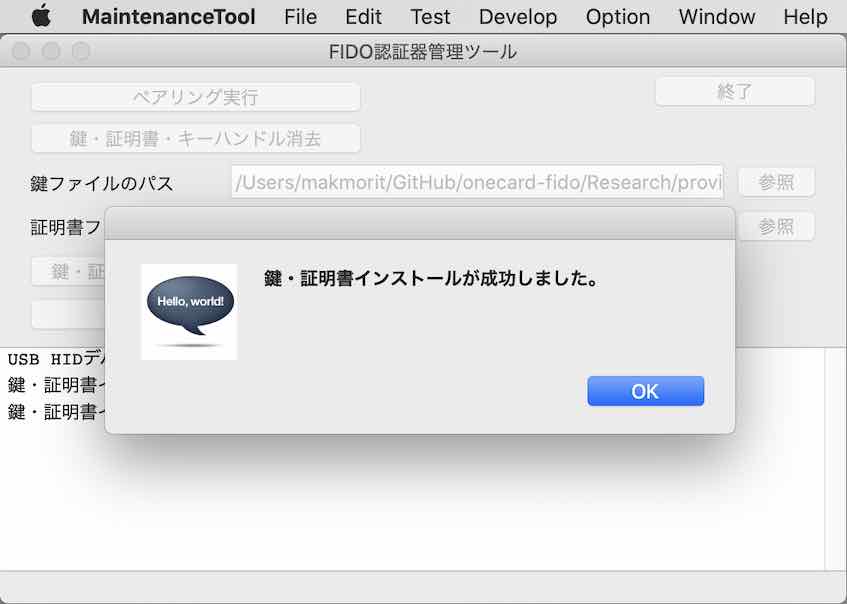 MaintenanceTool File Edit Test Develop Option Window Help
FIDO認証器管理ツール
ペアリング実行
終了
鍵・証明書・キーハンドル消去
鍵ファイルのパス
/Users/makmorit/GitHub/onecard-fido/Research/provi
参照
証明書フ
参照
鍵・証明書インストールが成功しました。
Hello, world!
鍵・証
OK
USB HIDデ
鍵・証明書イ
鍵・証明書イ